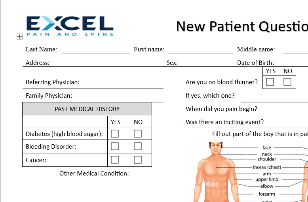 EXCEL
PAIN AND SPINE
New Patient Questio
Last Name:
First name:
Middle name:
Address:
Sex:
Date of Birth:
YES NO
Referring Physician:
Are you on blood thinner?
Family Physician:
If yes, which one?
PAST MEDICAL HISTORY
When did you pain begin?
YES NO
Was there an inciting event?
Diabetes (high blood sugar):
Fill out part of the boy that is in pai
Bleeding Disorder:
Cancer:
Other Medical Condition:
face
neck
shoulder
thorax (chest)
arm
upper limb
elbow
forearm